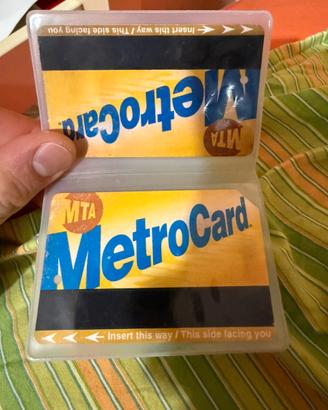 Insert this way / This side facing you
MetroCard
MTA
MTA
MetroCard
Insert this way / This side facing you